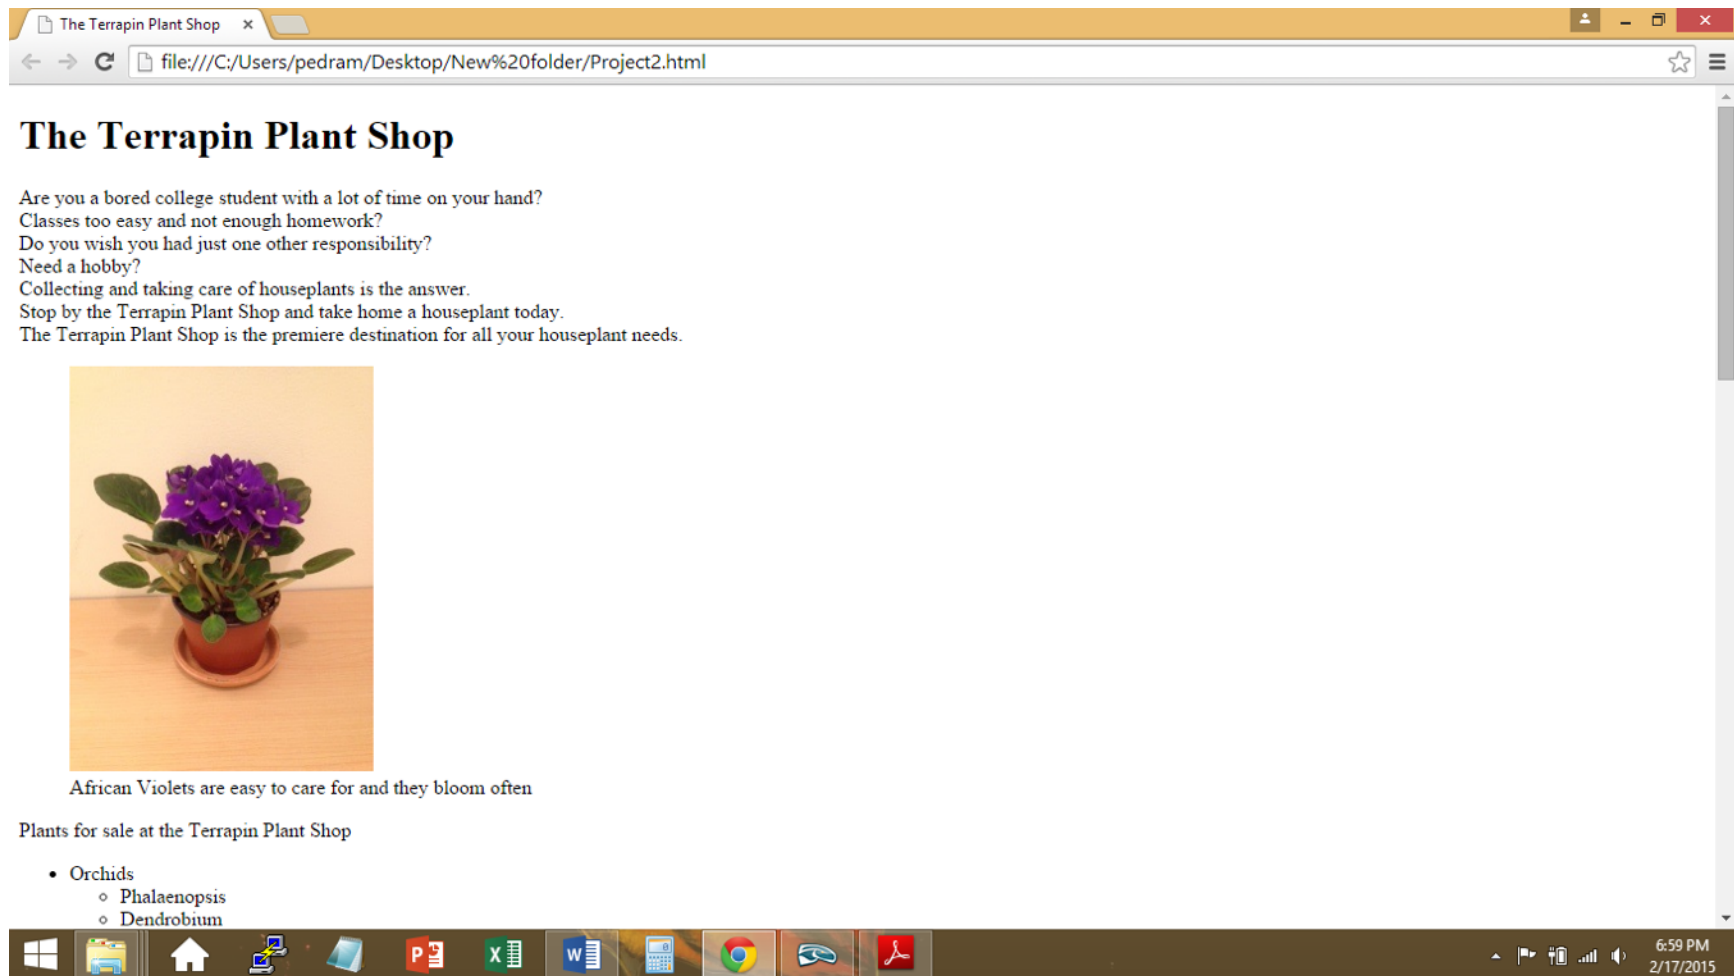 The Terrapin Plant Shop
file:///C:/Users/pedram/Desktop/New%20folder/Project2.html
The Terrapin Plant Shop
Are you a bored college student with a lot of time on your hand?
Classes too easy and not enough homework?
Do you wish you had just one other responsibility?
Need a hobby?
Collecting and taking care of houseplants is the answer.
Stop by the Terrapin Plant Shop and take home a houseplant today.
The Terrapin Plant Shop is the premiere destination for all your houseplant needs.
African Violets are easy to care for and they bloom often
Plants for sale at the Terrapin Plant Shop
Orchids
Phalaenopsis
Dendrobium
6:59 PM
2/17/2015